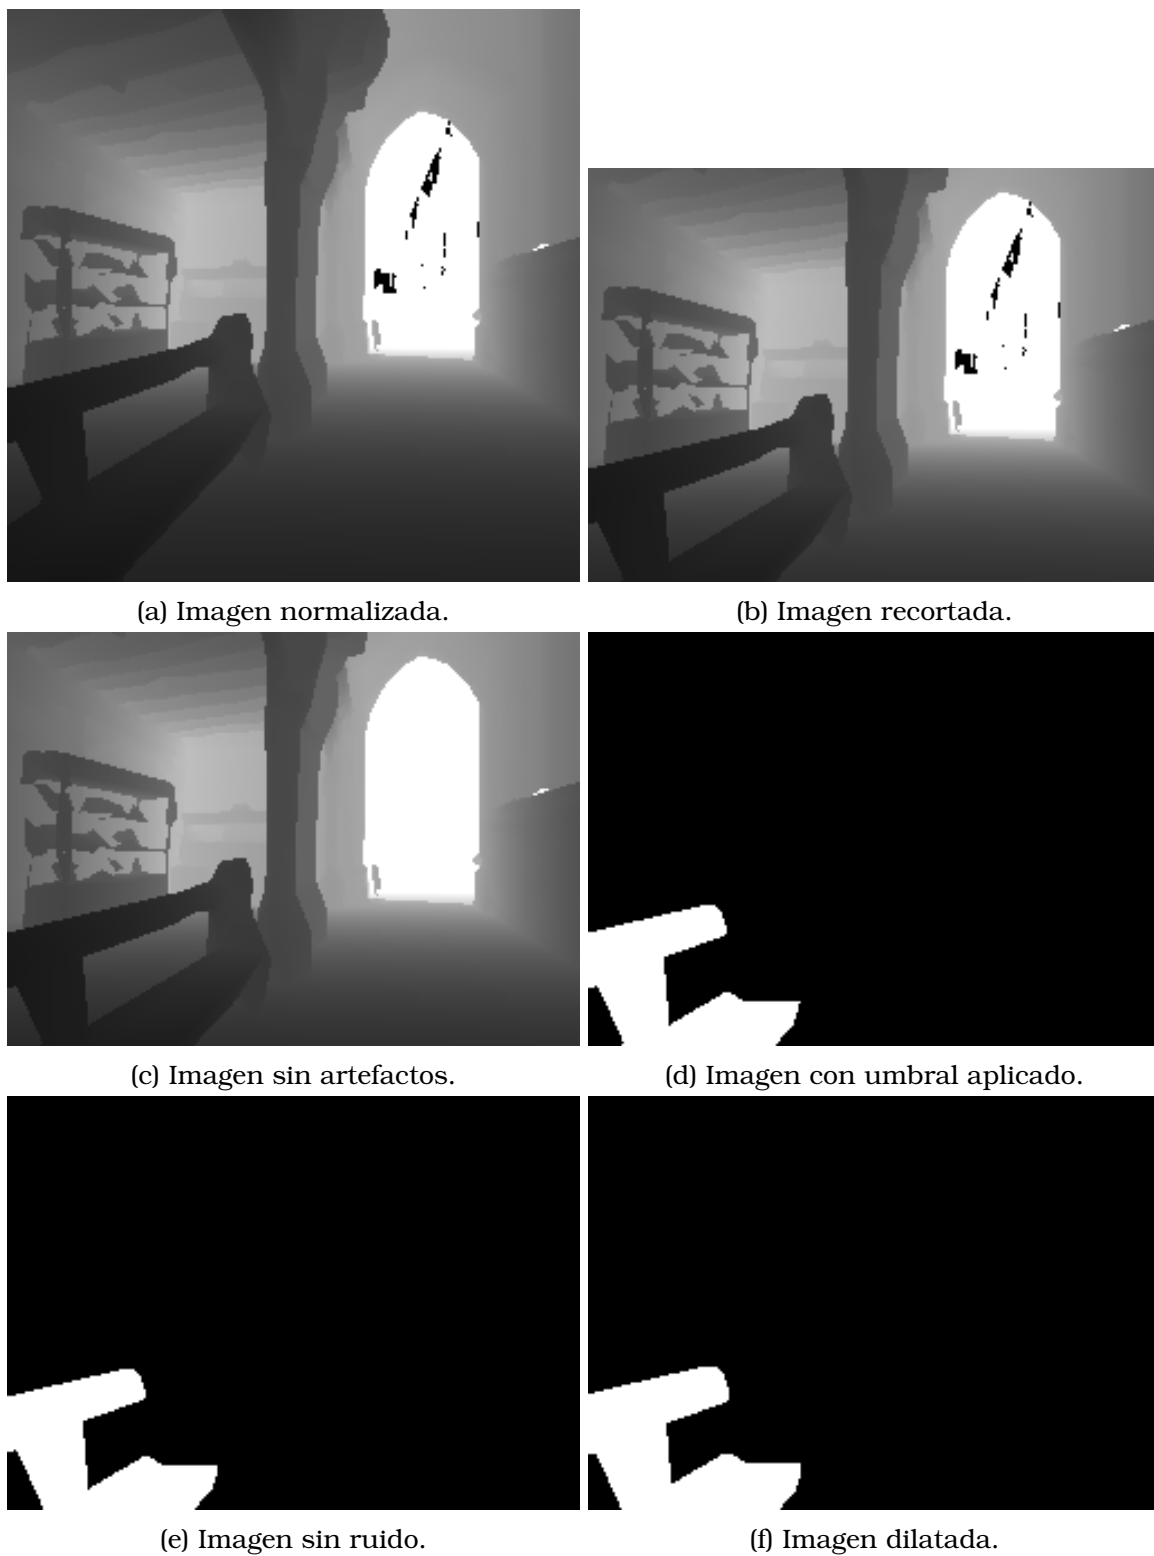 (a) Imagen normalizada.
(b) Imagen recortada.
(c) Imagen sin artefactos.
(d) Imagen con umbral aplicado.
(e) Imagen sin ruido.
(f) Imagen dilatada.